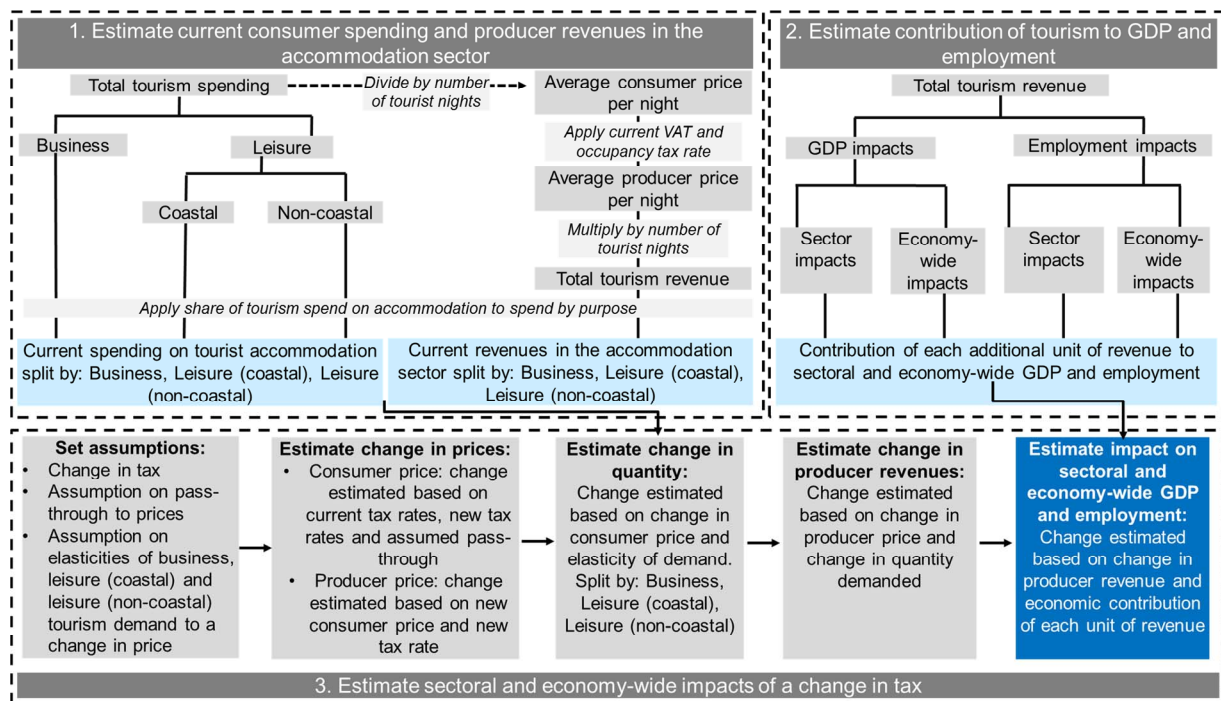 1. Estimate current consumer spending and producer revenues in the
accommodation sector
Total tourism spending
Divide by number
of tourist nights
Average consumer price
per night
Business
Leisure
Apply current VAT and
occupancy tax rate
Average producer price
per night
Coastal
Non-coastal
Multiply by number of
tourist nights
Total tourism revenue
Apply share of tourism spend on accommodation to spend by purpose
Current spending on tourist accommodation
split by: Business, Leisure (coastal), Leisure
(non-coastal)
Current revenues in the accommodation
sector split by: Business, Leisure (coastal),
Leisure (non-coastal)
2. Estimate contribution of tourism to GDP and
employment
Total tourism revenue
GDP impacts
Employment impacts
Sector
impacts
Economy-
wide
impacts
Sector
impacts
Economy-
wide
impacts
Contribution of each additional unit of revenue to
sectoral and economy-wide GDP and employment
Set assumptions:
• Change in tax
• Assumption on pass-
through to prices
• Assumption on
elasticities of business,
leisure (coastal) and
leisure (non-coastal)
tourism demand to a
change in price
Estimate change in prices:
• Consumer price: change
estimated based on
current tax rates, new tax
rates and assumed pass-
through
• Producer price: change
estimated based on new
consumer price and new
tax rate
Estimate change in
quantity:
Change estimated
based on change in
consumer price and
elasticity of demand.
Split by: Business,
Leisure (coastal),
Leisure (non-coastal)
Estimate change in
producer revenues:
Change estimated
based on change in
producer price and
change in quantity
demanded
Estimate impact on
sectoral and
economy-wide GDP
and employment:
Change estimated
based on change in
producer revenue and
economic contribution
of each unit of revenue
3. Estimate sectoral and economy-wide impacts of a change in tax